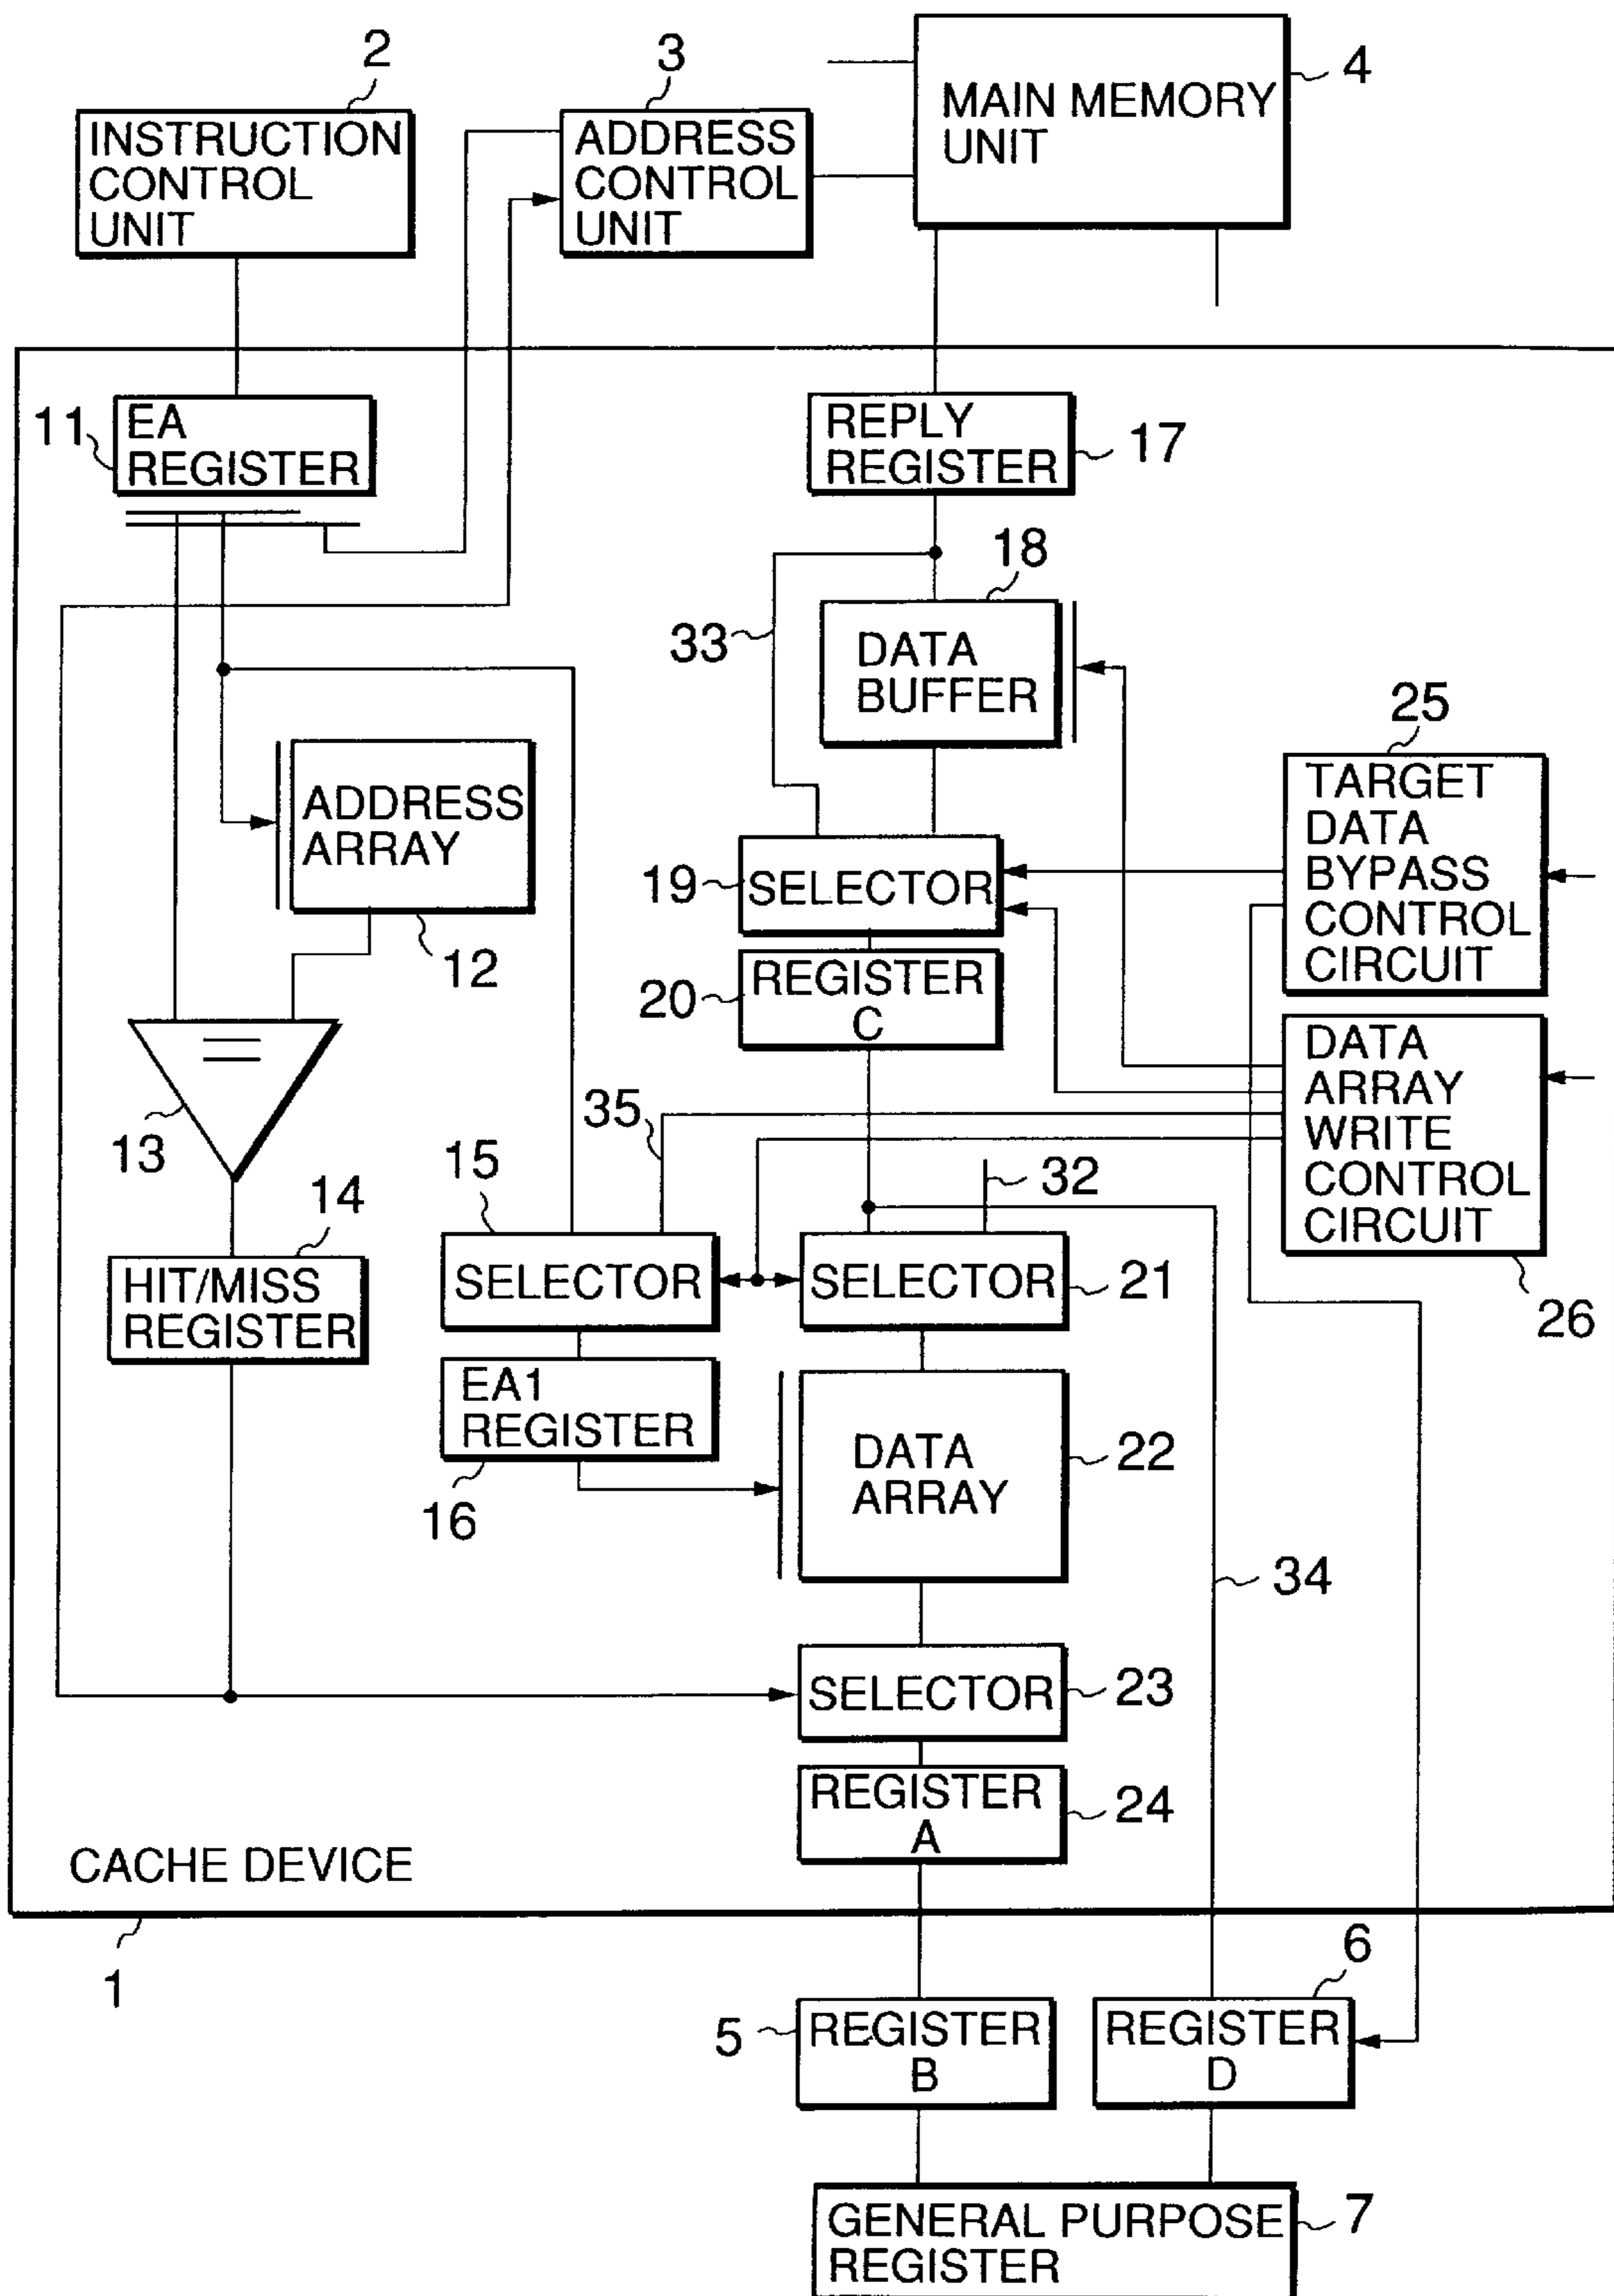 2
3
4
MAIN MEMORY
UNIT
INSTRUCTION
CONTROL
UNIT
ADDRESS
CONTROL
UNIT
11
EA
REGISTER
REPLY
REGISTER
17
18
33
DATA
BUFFER
25
TARGET
DATA
BYPASS
CONTROL
CIRCUIT
ADDRESS
ARRAY
12
19
SELECTOR
20
REGISTER
C
DATA
ARRAY
WRITE
CONTROL
CIRCUIT
26
=
13
35
32
14
15
HIT/MISS
REGISTER
SELECTOR
SELECTOR
21
EA1
REGISTER
16
DATA
ARRAY
22
34
SELECTOR
23
REGISTER
A
24
CACHE DEVICE
1
6
5
REGISTER
B
REGISTER
D
GENERAL PURPOSE
REGISTER
7